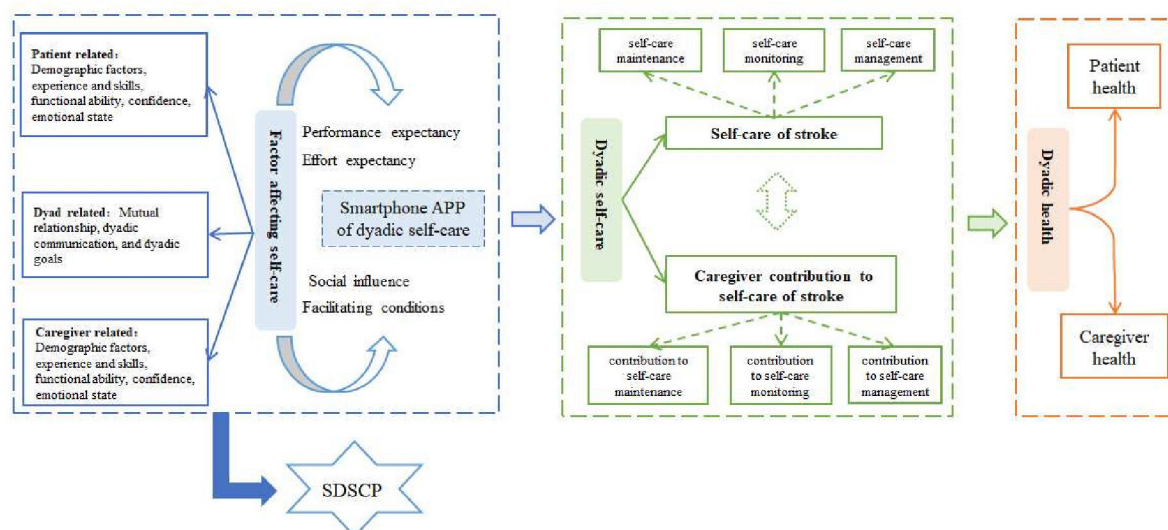 Patient related：
Demographic factors,
experience and skills,
functional ability, confidence,
emotional state
Dyad related：Mutual
relationship, dyadic
communication, and dyadic
goals
Caregiver related：
Demographic factors,
experience and skills,
functional ability, confidence,
emotional state
Factor affecting self-care
Performance expectancy
Effort expectancy
Smartphone APP
of dyadic self-care
Social influence
Facilitating conditions
SDSCP
Dyadic self-care
self-care
maintenance
self-care
monitoring
self-care
management
Self-care of stroke
Caregiver contribution to
self-care of stroke
contribution to
self-care
maintenance
contribution
to self-care
monitoring
contribution
to self-care
management
Dyadic health
Patient
health
Caregiver
health